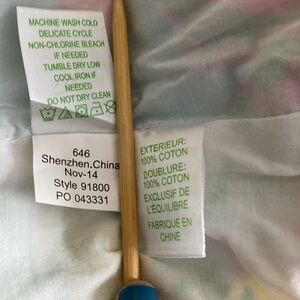 MACHINE WASH COLD
DELICATE CYCLE
NON-CHLORINE BLEACH
IF NEEDED
TUMBLE DRY LOW
COOL IRON IF
NEEDED
DO NOT DRY CLEAN
646
Shenzhen.China
Nov-14
Style 91800
PO 043331
EXTERIEUR:
100% COTON
DOUBLURE:
100% COTON
EXCLUSIF DE
L'ÉQUILIBRE
FABRIQUÉ EN
CHINE